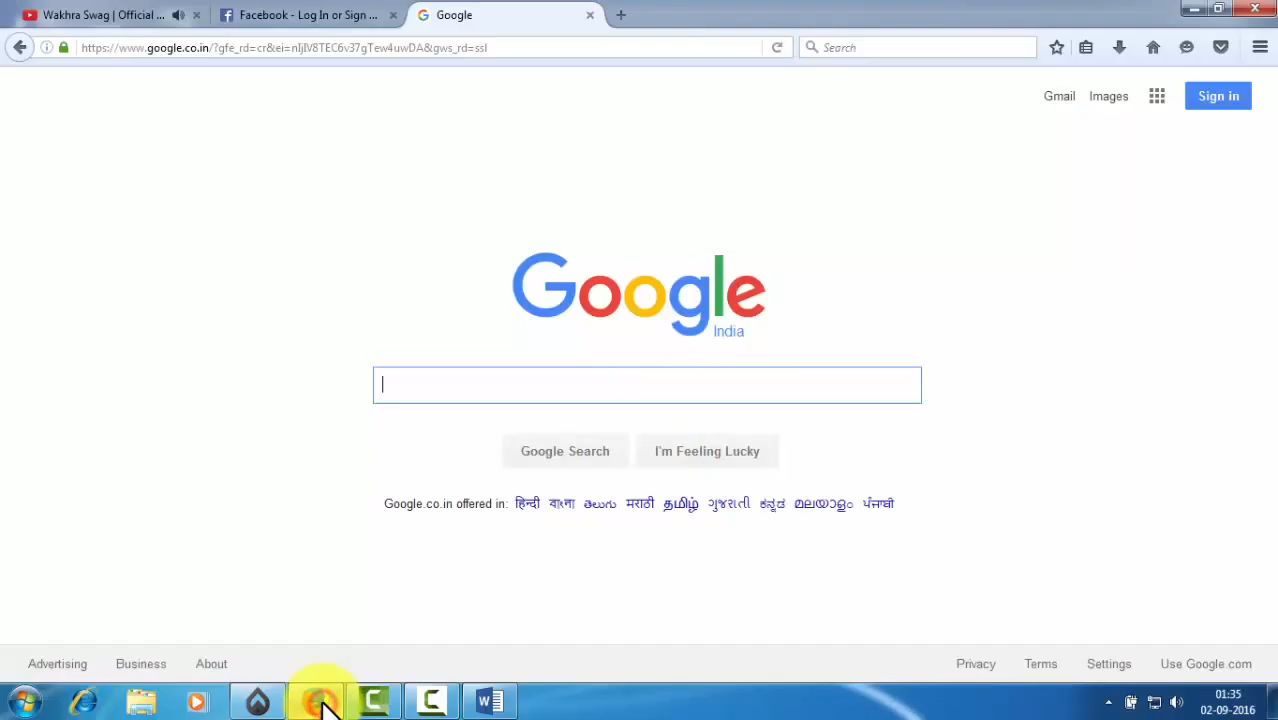 Wakhra Swag | Official ...
Facebook - Log In or Sign ...
Google
https://www.google.co.in/?gfe_rd=cr&ei=nIjIV8TEC6v37gTew4uwDA&gws_rd=ssl
Search
Gmail Images Sign in
Google
India
Google Search I'm Feeling Lucky
Google.co.in offered in: हिन्दी বাংলা తెలుగు मराठी தமிழ் ગુજરાતી ಕನ್ನಡ മലയാളം ਪੰਜਾਬੀ
Advertising Business About Privacy Terms Settings Use Google.com
01:35
02-09-2016